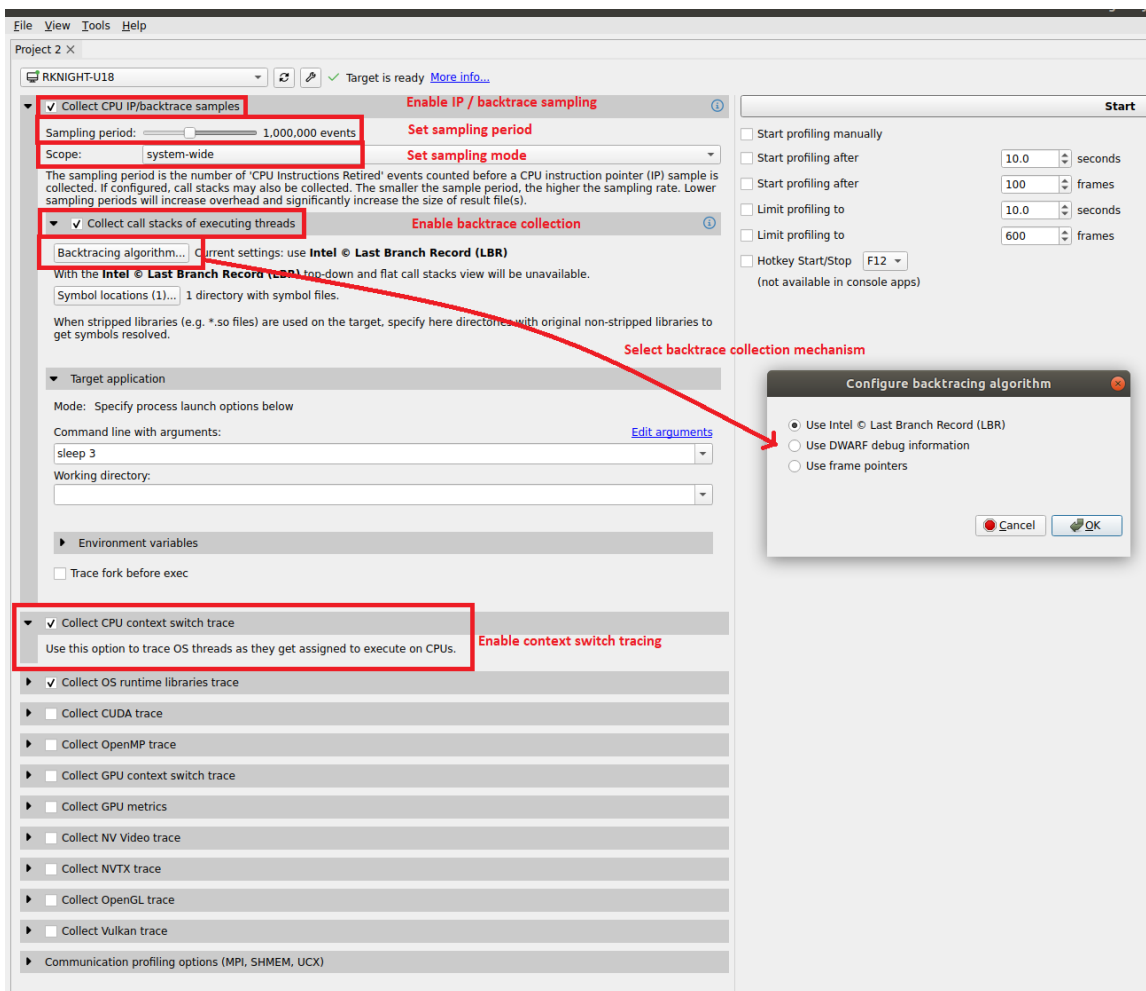 File View Tools Help
Project 2 ×
RKNIGHT-U18
Target is ready More info...
Collect CPU IP/backtrace samples
Enable IP / backtrace sampling
Sampling period: 1,000,000 events
Set sampling period
Scope: system-wide
Set sampling mode
The sampling period is the number of 'CPU Instructions Retired' events counted before a CPU instruction pointer (IP) sample is
collected. If configured, call stacks may also be collected. The smaller the sample period, the higher the sampling rate. Lower
sampling periods will increase overhead and significantly increase the size of result file(s).
Collect call stacks of executing threads
Enable backtrace collection
Backtracing algorithm... Current settings: use Intel © Last Branch Record (LBR)
With the Intel © Last Branch Record (LBR) top-down and flat call stacks view will be unavailable.
Symbol locations (1)... 1 directory with symbol files.
When stripped libraries (e.g. *.so files) are used on the target, specify here directories with original non-stripped libraries to
get symbols resolved.
Select backtrace collection mechanism
Target application
Mode: Specify process launch options below
Command line with arguments: Edit arguments
sleep 3
Working directory:
Environment variables
Trace fork before exec
Collect CPU context switch trace
Use this option to trace OS threads as they get assigned to execute on CPUs.
Enable context switch tracing
Collect OS runtime libraries trace
Collect CUDA trace
Collect OpenMP trace
Collect GPU context switch trace
Collect GPU metrics
Collect NV Video trace
Collect NVTX trace
Collect OpenGL trace
Collect Vulkan trace
Communication profiling options (MPI, SHMEM, UCX)
Start
Start profiling manually
Start profiling after 10.0 seconds
Start profiling after 100 frames
Limit profiling to 10.0 seconds
Limit profiling to 600 frames
Hotkey Start/Stop F12
(not available in console apps)
Configure backtracing algorithm
Use Intel © Last Branch Record (LBR)
Use DWARF debug information
Use frame pointers
Cancel OK